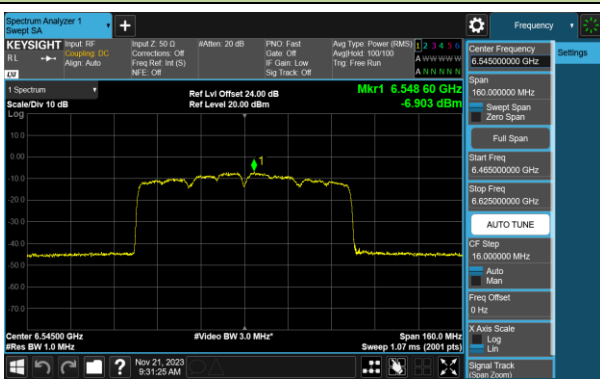 Spectrum Analyzer 1
Swept SA
+
Frequency
KEYSIGHT
Input: RF
Input Z: 50 Ω
#Atten: 20 dB
PNO: Fast
Avg Type: Power (RMS)
1 2 3 4 5 6
RL
Coupling: DC
Corrections: Off
Gate: Off
Avg|Hold: 100/100
A W W W W W
Align: Auto
Freq Ref: Int (S)
IF Gain: Low
Trig: Free Run
NFE: Off
Sig Track: Off
A N N N N N
LXI
Center Frequency
6.545000000 GHz
Settings
Span
160.000000 MHz
Swept Span
Zero Span
Full Span
Start Freq
6.465000000 GHz
Stop Freq
6.625000000 GHz
AUTO TUNE
CF Step
16.000000 MHz
Auto
Man
Freq Offset
0 Hz
X Axis Scale
Log
Lin
Signal Track
(Span Zoom)
1 Spectrum
Ref Lvl Offset 24.00 dB
Mkr1 6.548 60 GHz
Scale/Div 10 dB
Ref Level 20.00 dBm
-6.903 dBm
Log
10.0
0.00
1
-10.0
-20.0
-30.0
-40.0
-50.0
-60.0
-70.0
Center 6.54500 GHz
#Video BW 3.0 MHz*
Span 160.0 MHz
#Res BW 1.0 MHz
Sweep 1.07 ms (2001 pts)
?
Nov 21, 2023
9:31:25 AM